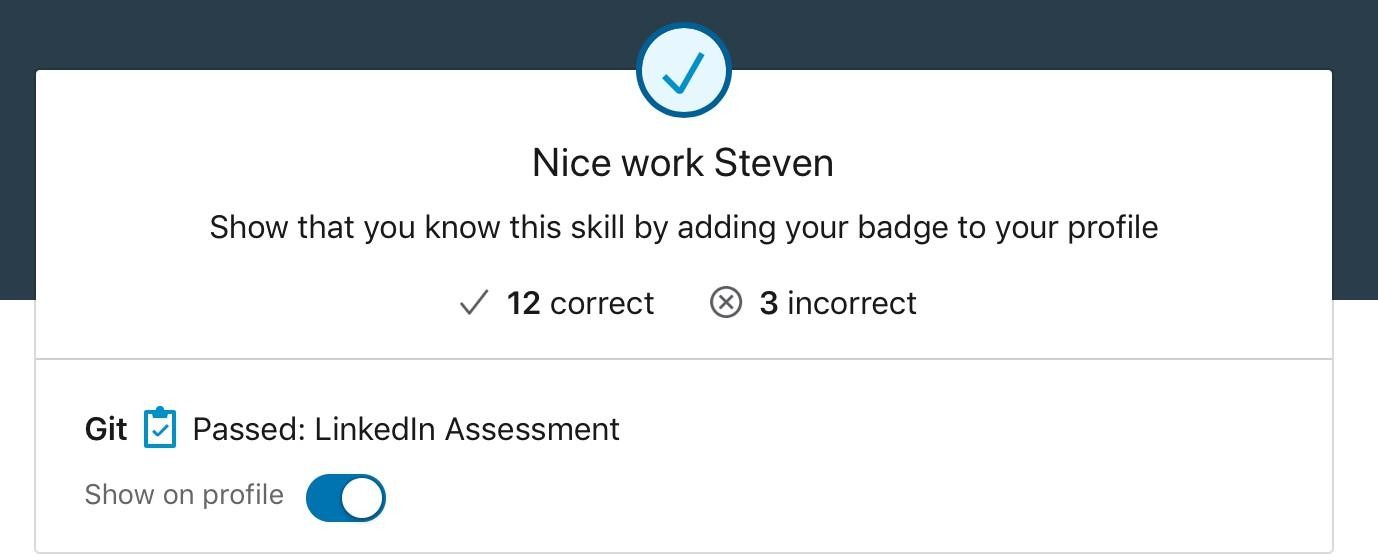 Nice work Steven
Show that you know this skill by adding your badge to your profile
12 correct 3 incorrect
Git Passed: LinkedIn Assessment
Show on profile